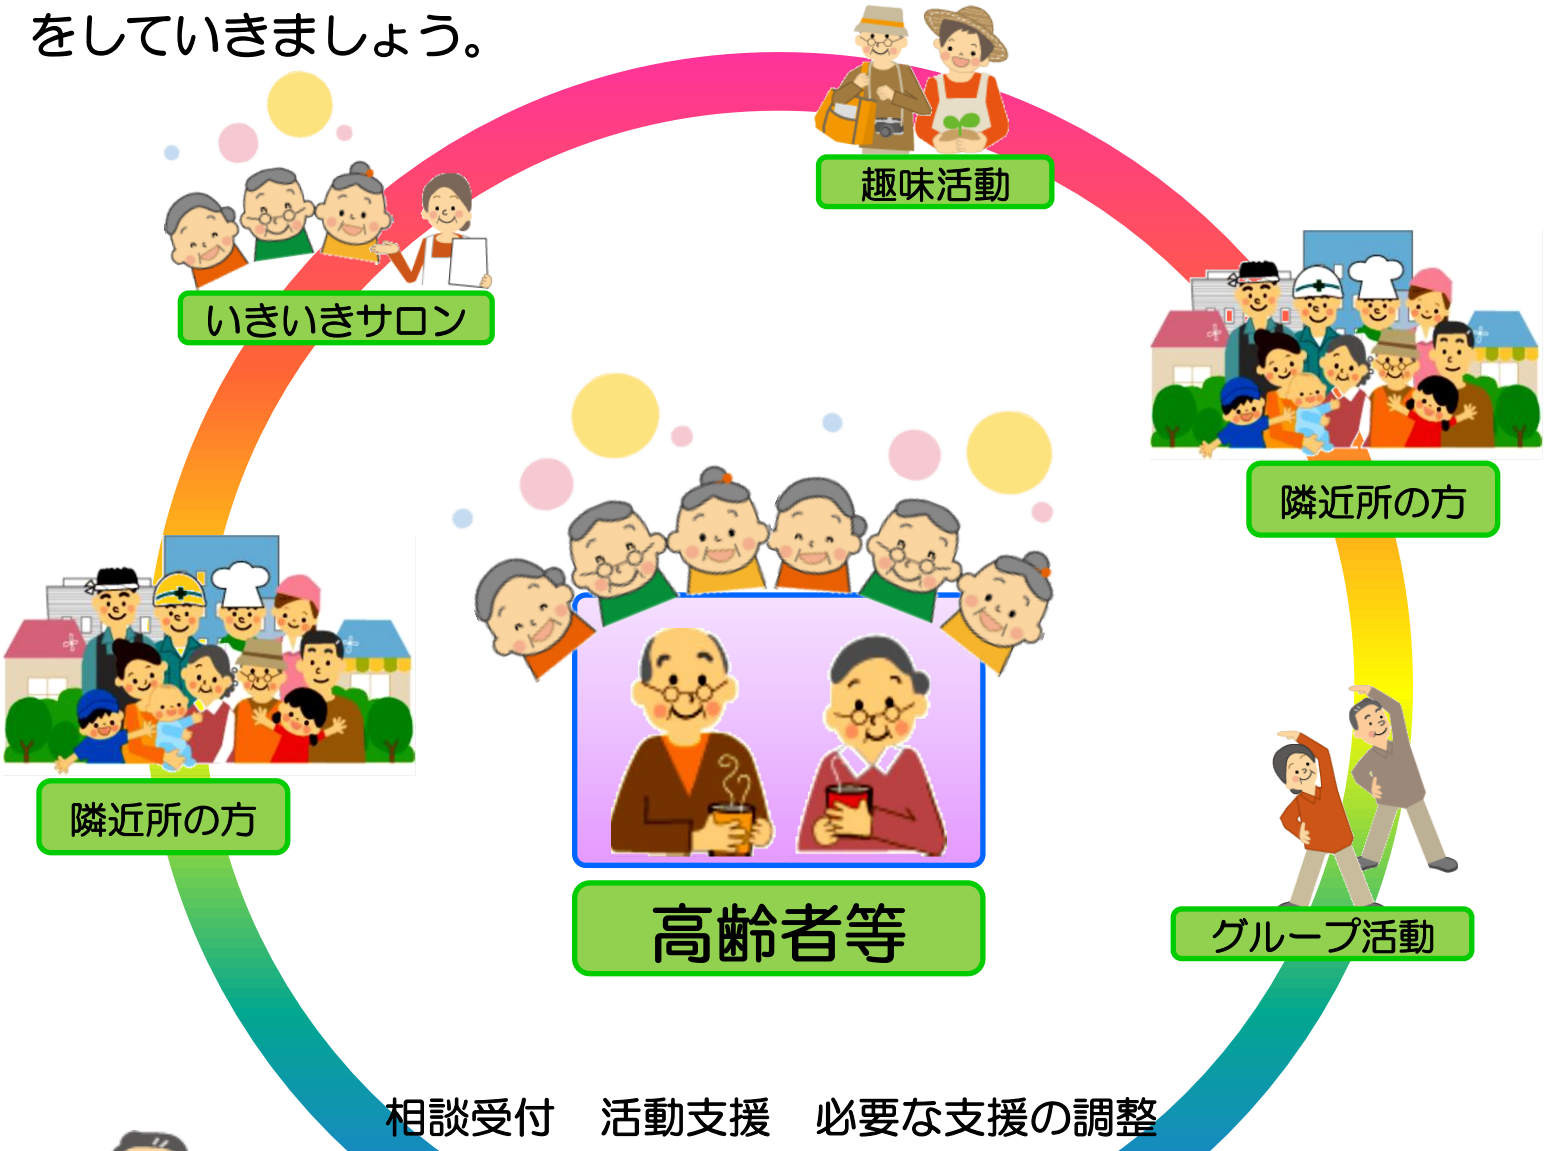 をしていきましょう。
趣味活動
いきいきサロン
隣近所の方
隣近所の方
高齢者等
グループ活動
相談受付　活動支援　必要な支援の調整